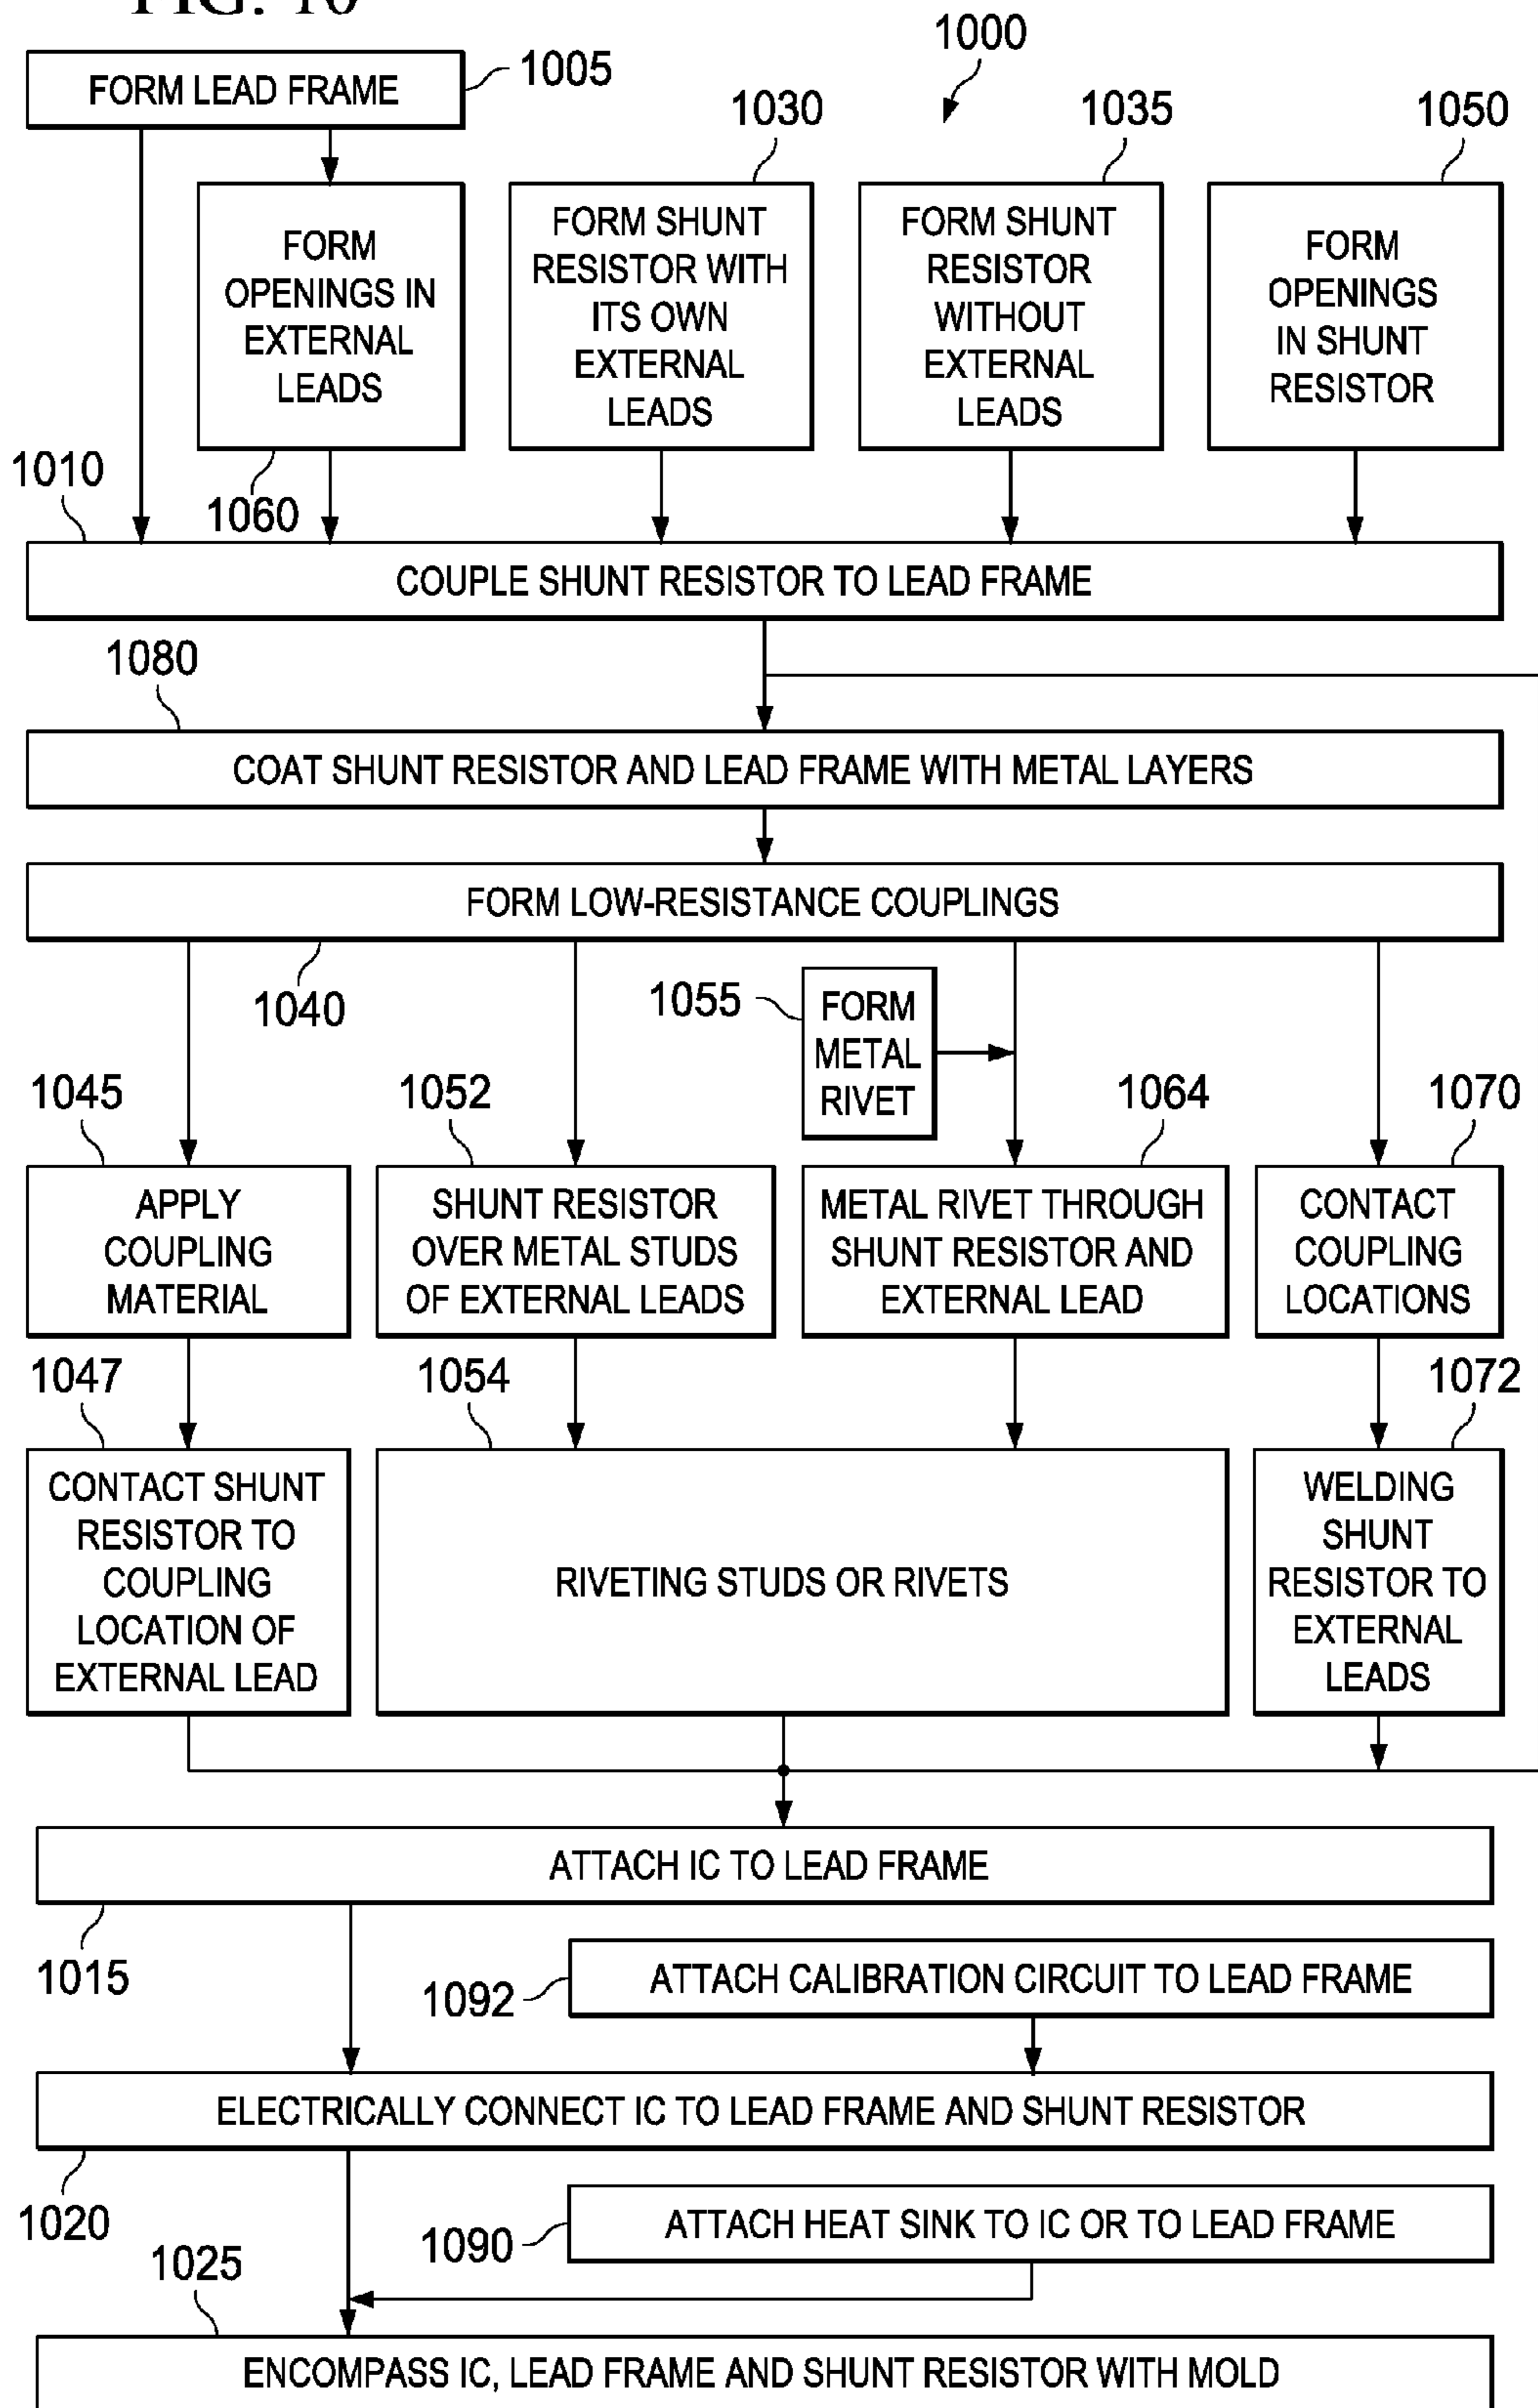 FIG. 10
1000
FORM LEAD FRAME
1005
1030
1035
1050
FORM
OPENINGS IN
EXTERNAL
LEADS
FORM SHUNT
RESISTOR WITH
ITS OWN
EXTERNAL
LEADS
FORM SHUNT
RESISTOR
WITHOUT
EXTERNAL
LEADS
FORM
OPENINGS
IN SHUNT
RESISTOR
1010
1060
COUPLE SHUNT RESISTOR TO LEAD FRAME
1080
COAT SHUNT RESISTOR AND LEAD FRAME WITH METAL LAYERS
FORM LOW-RESISTANCE COUPLINGS
1040
1055
FORM
METAL
RIVET
1045
1052
1064
1070
APPLY
COUPLING
MATERIAL
SHUNT RESISTOR
OVER METAL STUDS
OF EXTERNAL LEADS
METAL RIVET THROUGH
SHUNT RESISTOR AND
EXTERNAL LEAD
CONTACT
COUPLING
LOCATIONS
1047
1054
1072
CONTACT SHUNT
RESISTOR TO
COUPLING
LOCATION OF
EXTERNAL LEAD
RIVETING STUDS OR RIVETS
WELDING
SHUNT
RESISTOR TO
EXTERNAL
LEADS
ATTACH IC TO LEAD FRAME
1015
1092
ATTACH CALIBRATION CIRCUIT TO LEAD FRAME
ELECTRICALLY CONNECT IC TO LEAD FRAME AND SHUNT RESISTOR
1020
1090
ATTACH HEAT SINK TO IC OR TO LEAD FRAME
1025
ENCOMPASS IC, LEAD FRAME AND SHUNT RESISTOR WITH MOLD